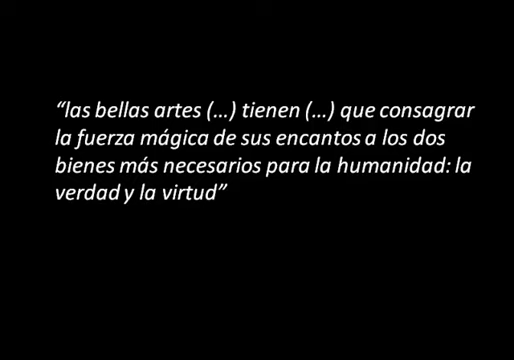 “las bellas artes (…) tienen (…) que consagrar
la fuerza mágica de sus encantos a los dos
bienes más necesarios para la humanidad: la
verdad y la virtud”